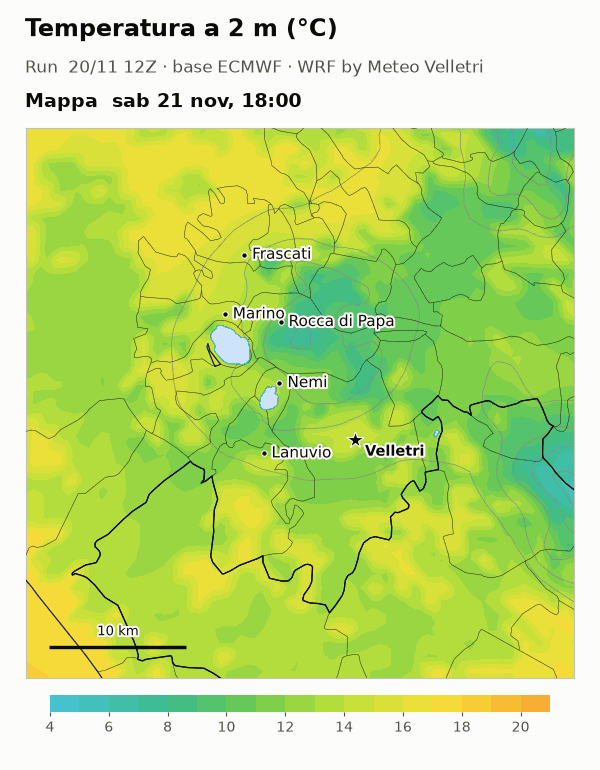 Temperatura a 2 m (°C)
Run  20/11 12Z · base ECMWF · WRF by Meteo Velletri
Mappa  sab 21 nov, 18:00
Frascati
Marino
Rocca di Papa
Nemi
Velletri
Lanuvio
10 km
4 6 8 10 12 14 16 18 20